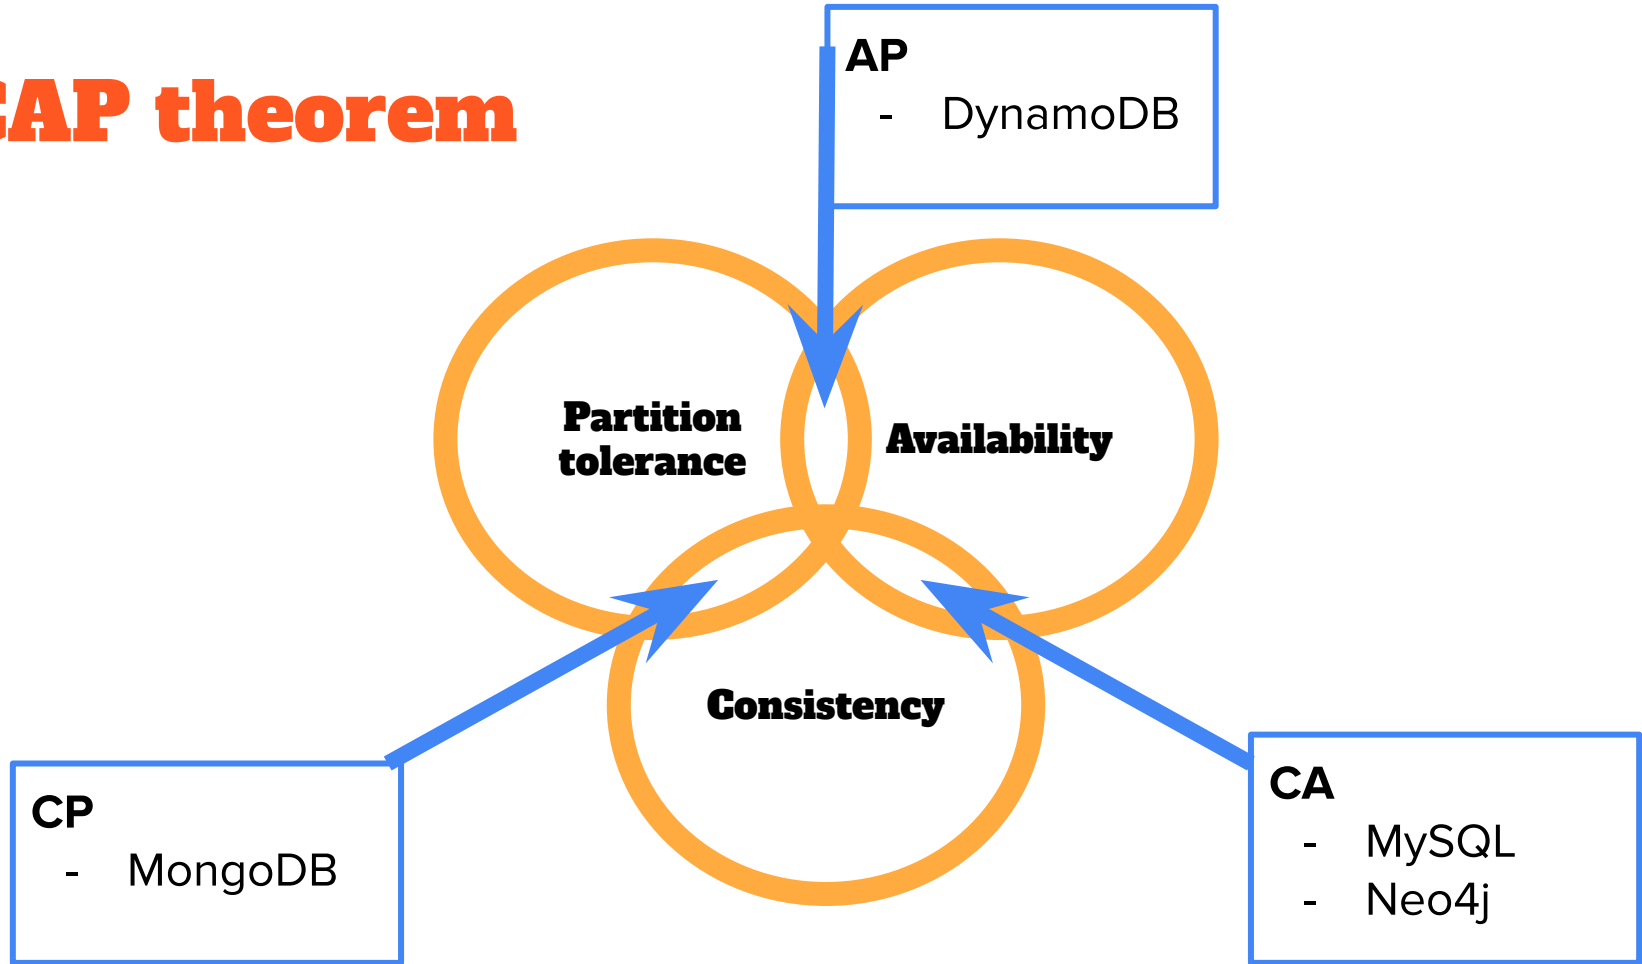 CAP theorem
AP
- DynamoDB
Partition
tolerance
Availability
Consistency
CP
- MongoDB
CA
- MySQL
- Neo4j